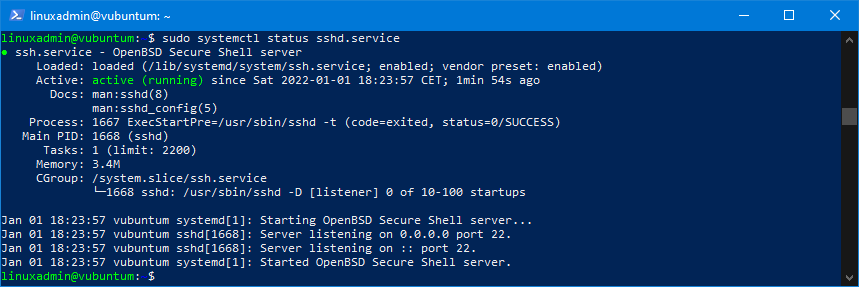 linuxadmin@vubuntum: ~
linuxadmin@vubuntum: ~ $ sudo systemctl status sshd.service
● ssh.service - OpenBSD Secure Shell server
Loaded: loaded (/lib/systemd/system/ssh.service; enabled; vendor preset: enabled)
Active: active (running) since Sat 2022-01-01 18:23:57 CET; 1min 54s ago
Docs: man:sshd(8)
man:sshd_config(5)
Process: 1667 ExecStartPre=/usr/sbin/sshd -t (code=exited, status=0/SUCCESS)
Main PID: 1668 (sshd)
Tasks: 1 (limit: 2200)
Memory: 3.4M
CGroup: /system.slice/ssh.service
└─1668 sshd: /usr/sbin/sshd -D [listener] 0 of 10-100 startups
Jan 01 18:23:57 vubuntum systemd[1]: Starting OpenBSD Secure Shell server...
Jan 01 18:23:57 vubuntum sshd[1668]: Server listening on 0.0.0.0 port 22.
Jan 01 18:23:57 vubuntum sshd[1668]: Server listening on :: port 22.
Jan 01 18:23:57 vubuntum systemd[1]: Started OpenBSD Secure Shell server.
linuxadmin@vubuntum: ~ $